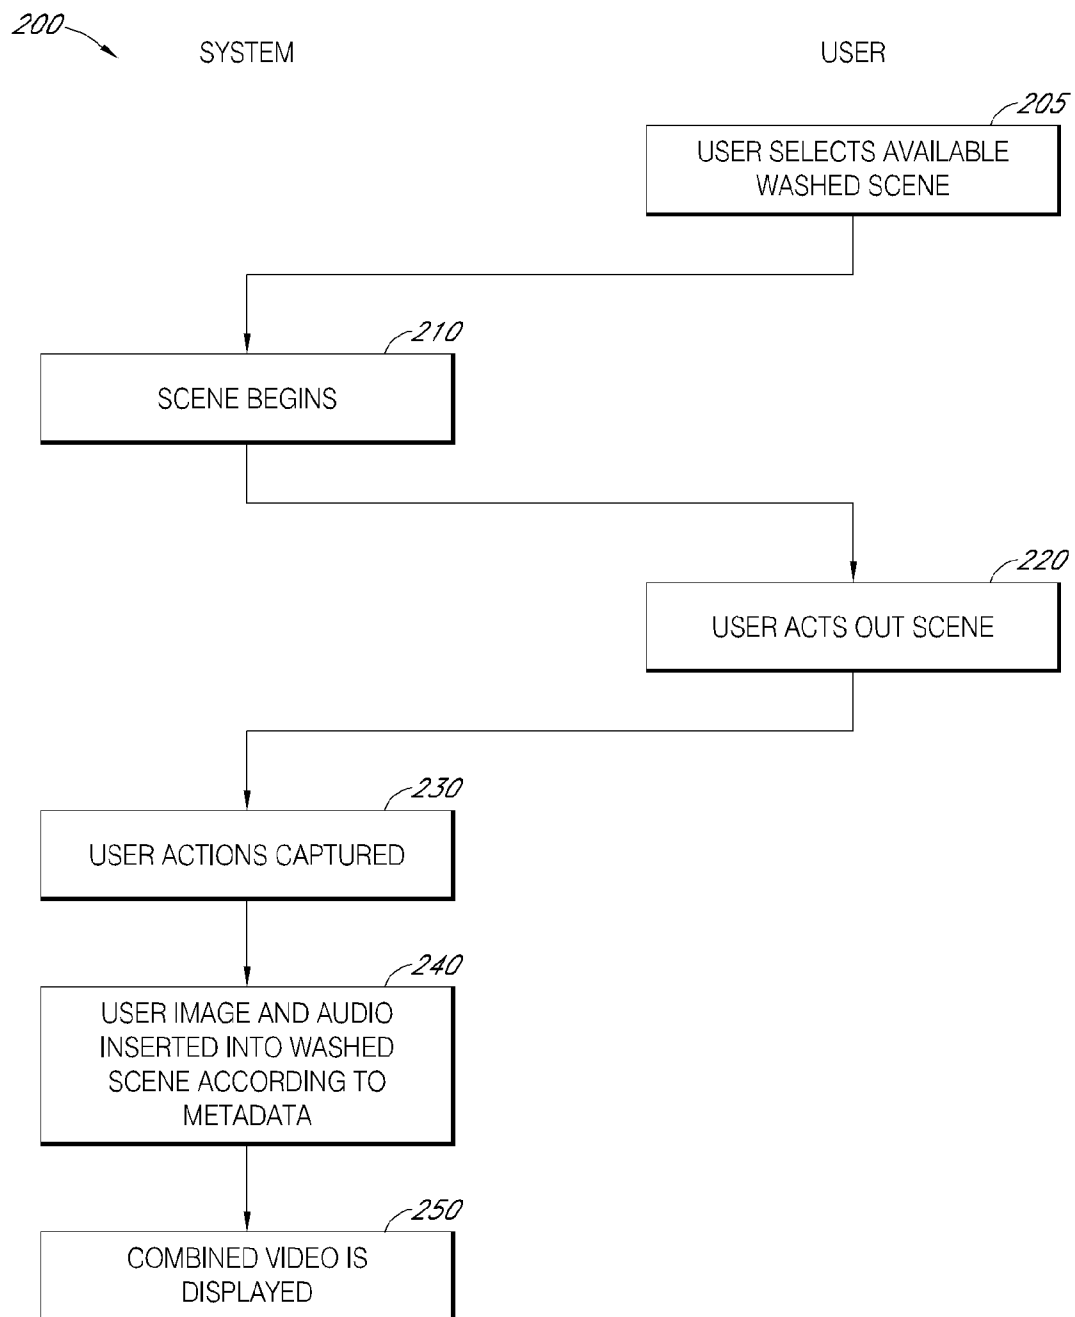 200
SYSTEM
USER
205
USER SELECTS AVAILABLE
WASHED SCENE
210
SCENE BEGINS
220
USER ACTS OUT SCENE
230
USER ACTIONS CAPTURED
240
USER IMAGE AND AUDIO
INSERTED INTO WASHED
SCENE ACCORDING TO
METADATA
250
COMBINED VIDEO IS
DISPLAYED